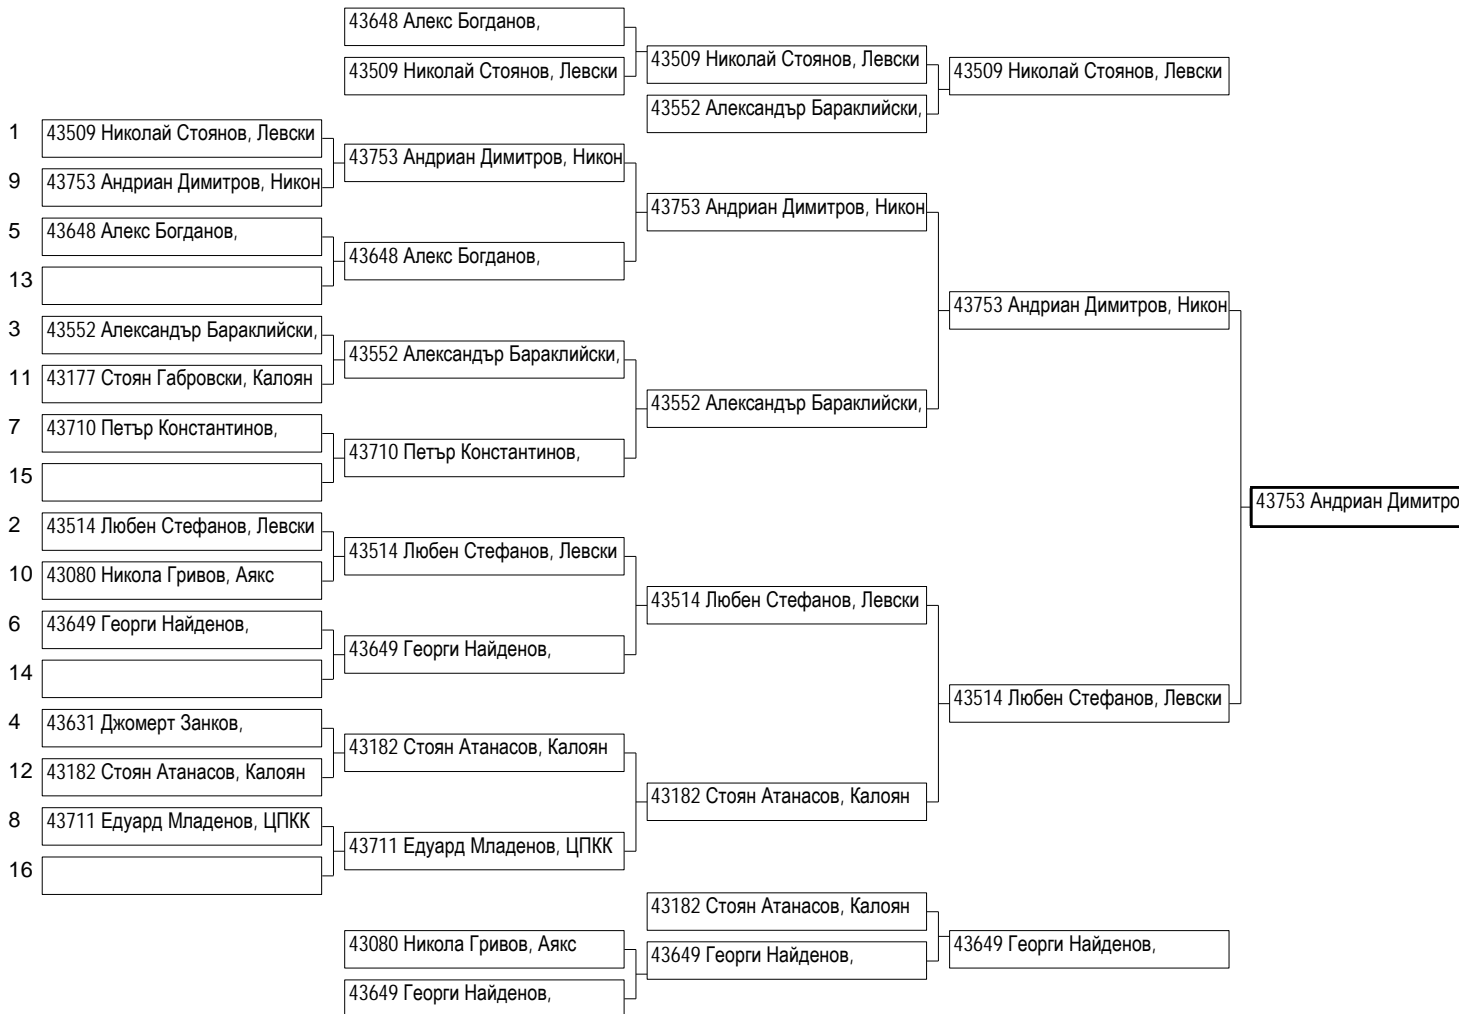 43648 Алекс Богданов,
43509 Николай Стоянов, Левски
43509 Николай Стоянов, Левски
43552 Александър Бараклийски,
43509 Николай Стоянов, Левски
1 43509 Николай Стоянов, Левски
9 43753 Андриан Димитров, Никон
5 43648 Алекс Богданов,
13
3 43552 Александър Бараклийски,
11 43177 Стоян Габровски, Калоян
7 43710 Петър Константинов,
15
2 43514 Любен Стефанов, Левски
10 43080 Никола Гривов, Аякс
6 43649 Георги Найденов,
14
4 43631 Джомерт Занков,
12 43182 Стоян Атанасов, Калоян
8 43711 Едуард Младенов, ЦПКК
16
43753 Андриан Димитров, Никон
43648 Алекс Богданов,
43552 Александър Бараклийски,
43710 Петър Константинов,
43514 Любен Стефанов, Левски
43649 Георги Найденов,
43182 Стоян Атанасов, Калоян
43711 Едуард Младенов, ЦПКК
43753 Андриан Димитров, Никон
43552 Александър Бараклийски,
43514 Любен Стефанов, Левски
43182 Стоян Атанасов, Калоян
43753 Андриан Димитров, Никон
43514 Любен Стефанов, Левски
43753 Андриан Димитро
43080 Никола Гривов, Аякс
43649 Георги Найденов,
43182 Стоян Атанасов, Калоян
43649 Георги Найденов,
43649 Георги Найденов,